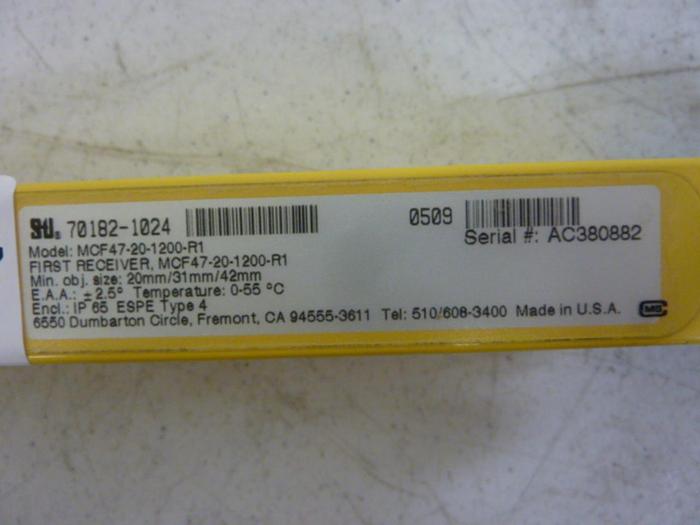 STI® 70182-1024 0509
Serial #: AC380882
Model: MCF47-20-1200-R1
FIRST RECEIVER, MCF47-20-1200-R1
Min. obj. size: 20mm/31mm/42mm
E.A.A.: ±2.5° Temperature: 0-55 °C
Encl.: IP 65 ESPE Type 4
6550 Dumbarton Circle, Fremont, CA 94555-3611 Tel: 510/608-3400 Made in U.S.A.